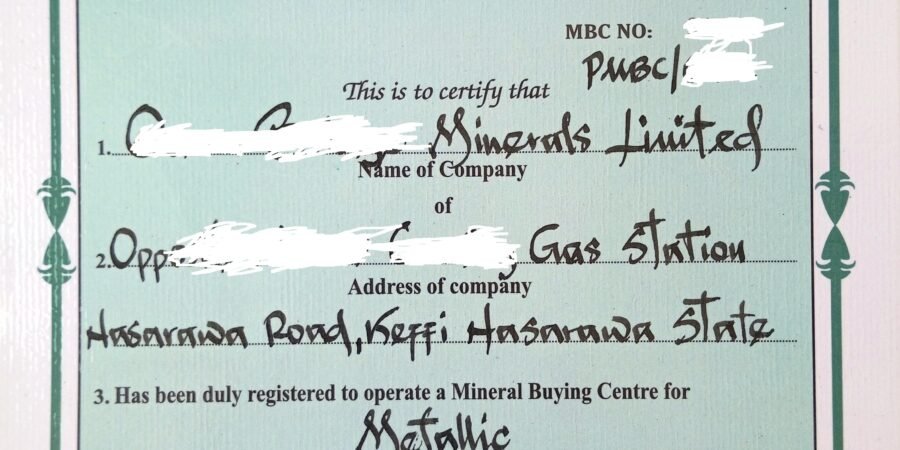 MBC NO:
PMBC/
This is to certify that
1. Minerals Limited
Name of Company
of
2. Opp Gas Station
Address of company
Nasarawa Road, Keffi Nasarawa State
3. Has been duly registered to operate a Mineral Buying Centre for
Metallic